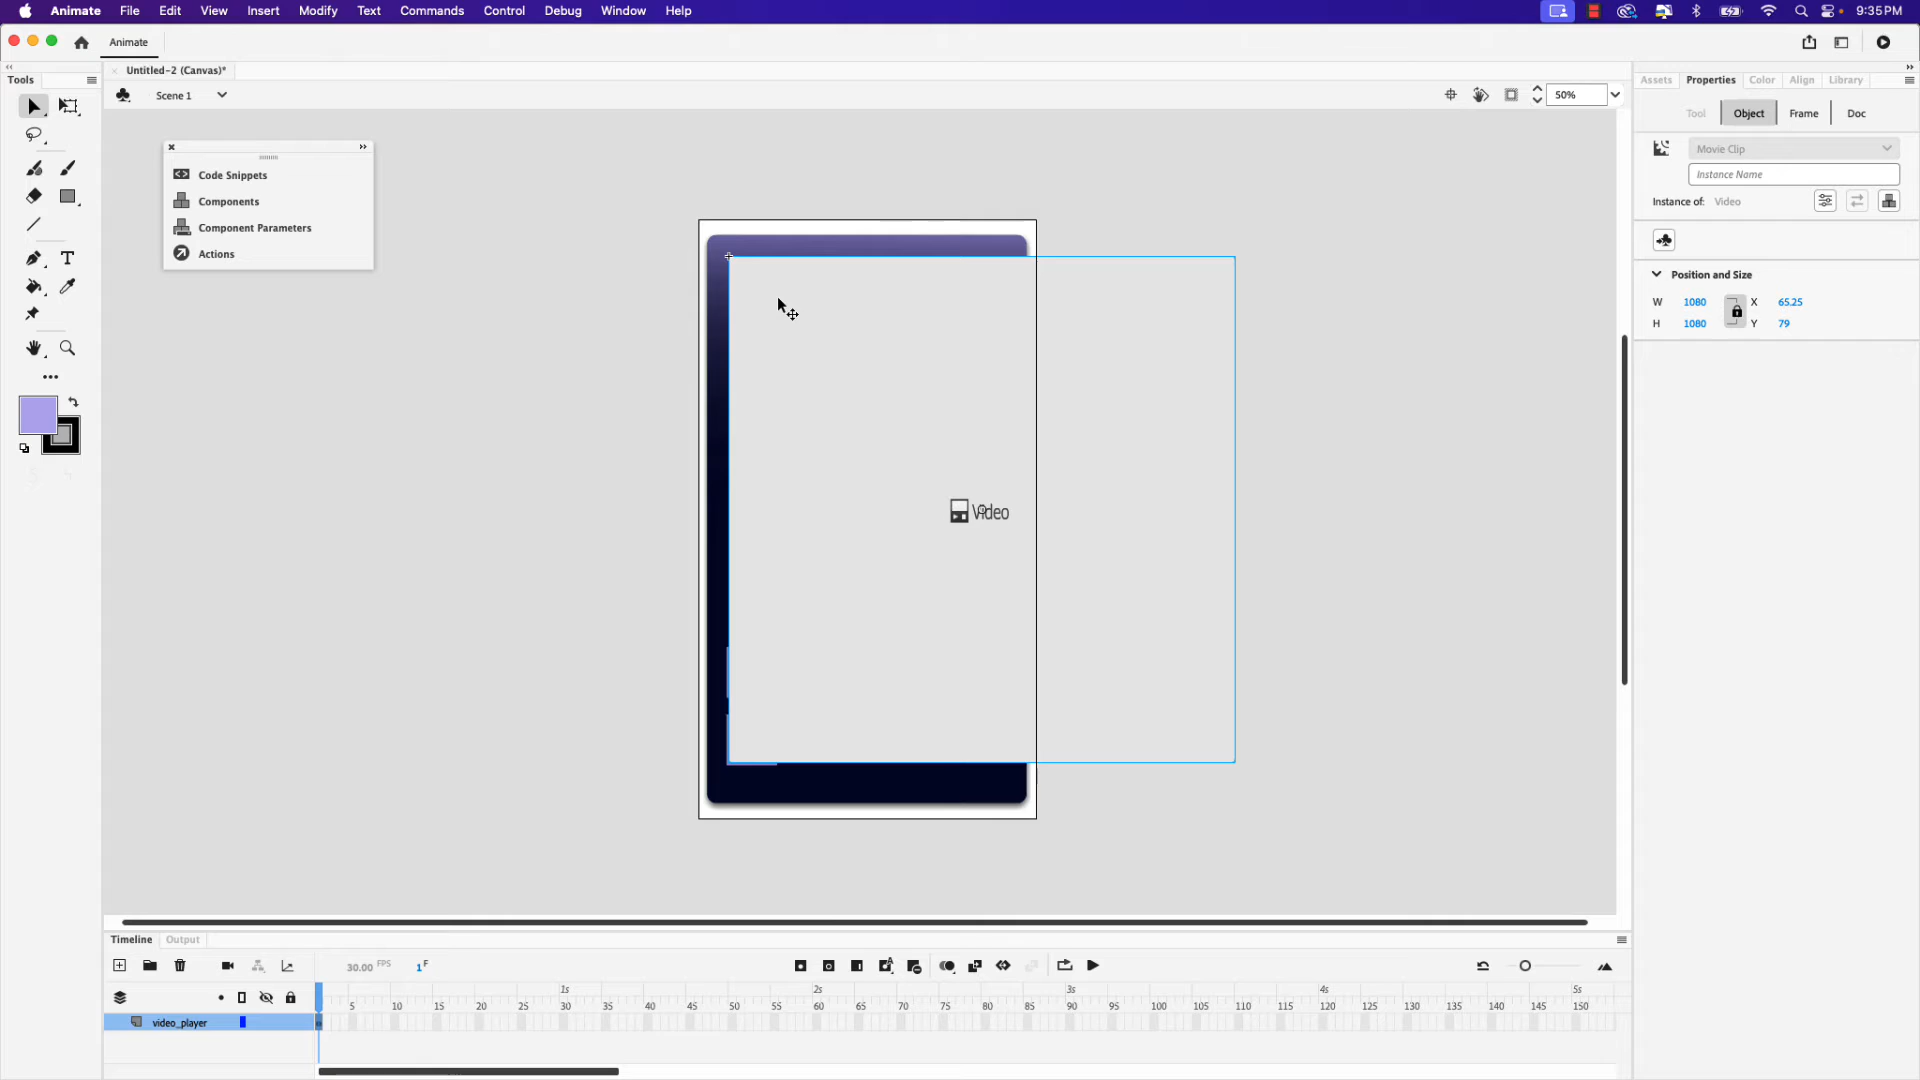 Animate File Edit View Insert Modify Text Commands Control Debug Window Help 9:35PM
Animate
Tools
Untitled-2 (Canvas)*
Assets Properties Color Align Library
Scene 1
50%
Tool Object Frame Doc
Movie Clip
Instance Name
Instance of: Video
Code Snippets
Components
Component Parameters
Actions
Position and Size
W 1080 X 65.25
H 1080 Y 79
Video
Timeline Output
30.00 FPS 1 F
1s 2s 3s 4s 5s
5 10 15 20 25 30 35 40 45 50 55 60 65 70 75 80 85 90 95 100 105 110 115 120 125 130 135 140 145 150
video_player